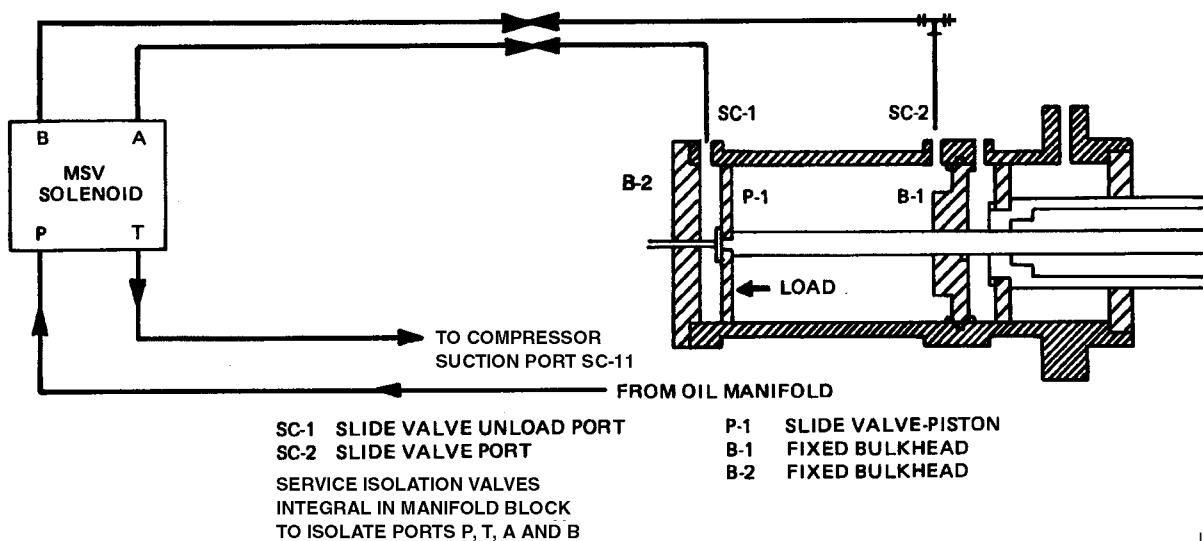 SC-1
SC-2
B A
MSV
SOLENOID
P T
B-2
P-1
B-1
LOAD
TO COMPRESSOR
SUCTION PORT SC-11
FROM OIL MANIFOLD
SC-1 SLIDE VALVE UNLOAD PORT
SC-2 SLIDE VALVE PORT
SERVICE ISOLATION VALVES
INTEGRAL IN MANIFOLD BLOCK
TO ISOLATE PORTS P, T, A AND B
P-1 SLIDE VALVE-PISTON
B-1 FIXED BULKHEAD
B-2 FIXED BULKHEAD